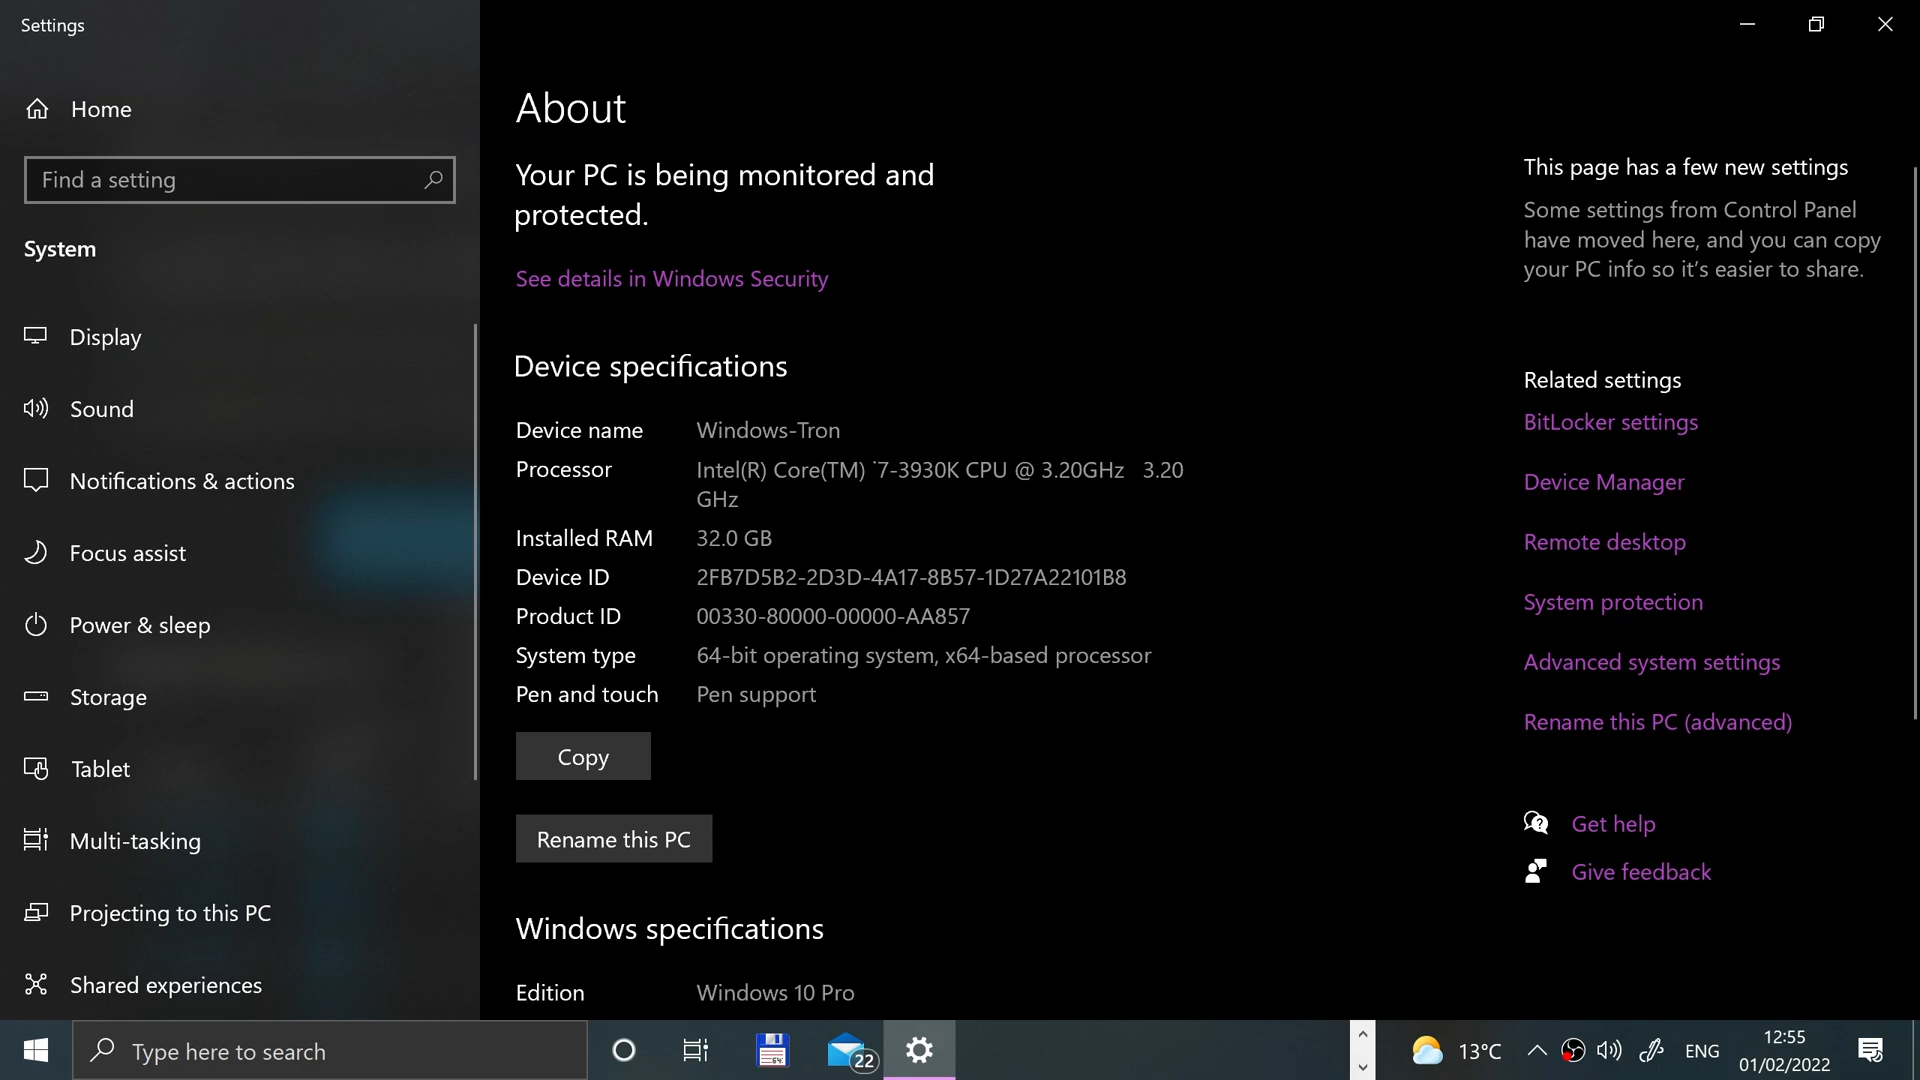 Settings
Home
Find a setting
System
Display
Sound
Notifications & actions
Focus assist
Power & sleep
Storage
Tablet
Multi-tasking
Projecting to this PC
Shared experiences
About
Your PC is being monitored and
protected.
See details in Windows Security
Device specifications
Device name Windows-Tron
Processor Intel(R) Core(TM) i7-3930K CPU @ 3.20GHz 3.20
GHz
Installed RAM 32.0 GB
Device ID 2FB7D5B2-2D3D-4A17-8B57-1D27A22101B8
Product ID 00330-80000-00000-AA857
System type 64-bit operating system, x64-based processor
Pen and touch Pen support
Copy
Rename this PC
Windows specifications
Edition Windows 10 Pro
This page has a few new settings
Some settings from Control Panel
have moved here, and you can copy
your PC info so it's easier to share.
Related settings
BitLocker settings
Device Manager
Remote desktop
System protection
Advanced system settings
Rename this PC (advanced)
Get help
Give feedback
Type here to search
64
22
13°C
ENG
12:55
01/02/2022